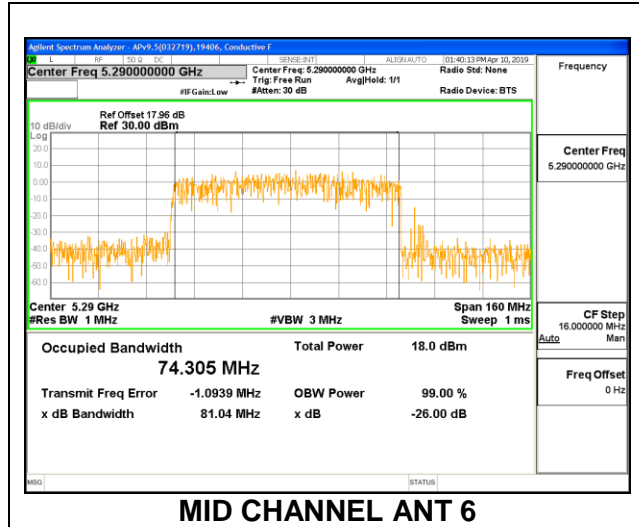 Agilent Spectrum Analyzer - APv9.5(032719),19406, Conductive F
L RF 50 Ω DC SENSE:INT ALIGNAUTO 01:40:13 PM Apr 10, 2019
Center Freq 5.290000000 GHz
Center Freq: 5.290000000 GHz
Radio Std: None
Trig: Free Run Avg|Hold: 1/1
#IFGain:Low #Atten: 30 dB Radio Device: BTS
Frequency
Ref Offset 17.96 dB
10 dB/div Ref 30.00 dBm
Log
20.0
10.0
0.00
-10.0
-20.0
-30.0
-40.0
-50.0
-60.0
Center 5.29 GHz Span 160 MHz
#Res BW 1 MHz #VBW 3 MHz Sweep 1 ms
Center Freq
5.290000000 GHz
CF Step
16.000000 MHz
Auto Man
Freq Offset
0 Hz
Occupied Bandwidth Total Power 18.0 dBm
74.305 MHz
Transmit Freq Error -1.0939 MHz OBW Power 99.00 %
x dB Bandwidth 81.04 MHz x dB -26.00 dB
MSG STATUS
MID CHANNEL ANT 6